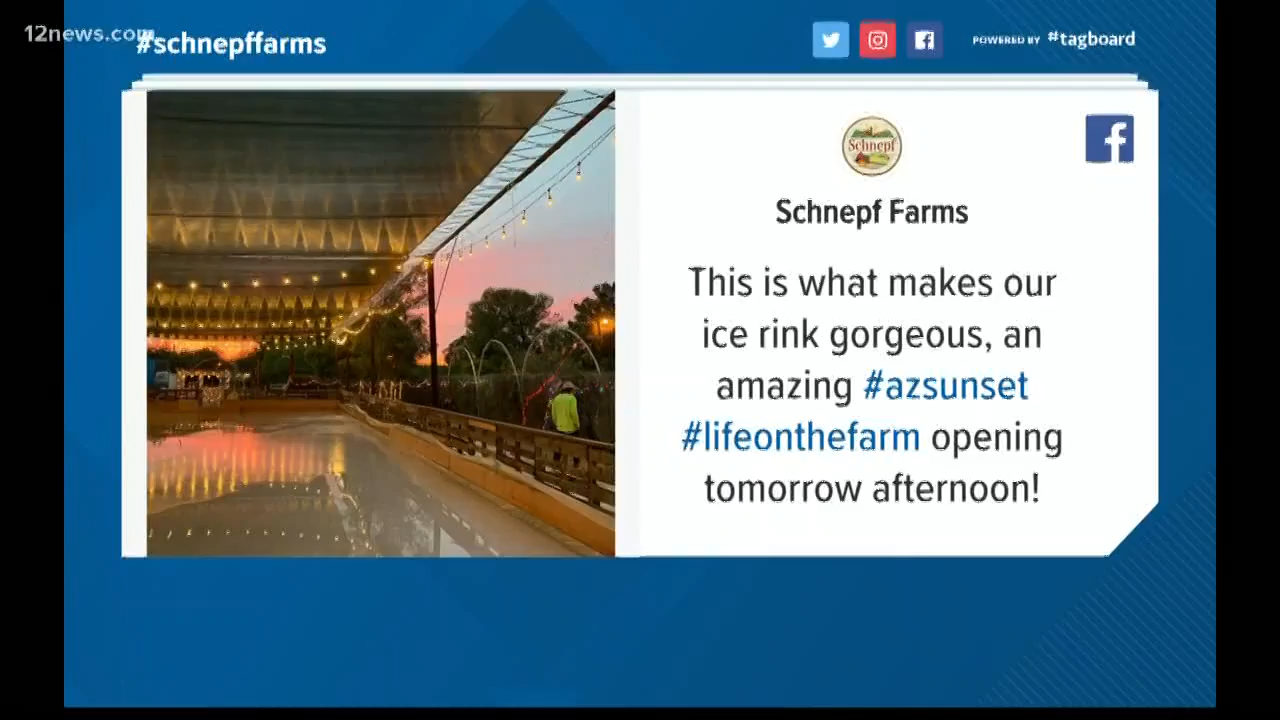 12news.com
#schnepffarms
POWERED BY #tagboard
Schnepf
Schnepf Farms
This is what makes our
ice rink gorgeous, an
amazing #azsunset
#lifeonthefarm opening
tomorrow afternoon!